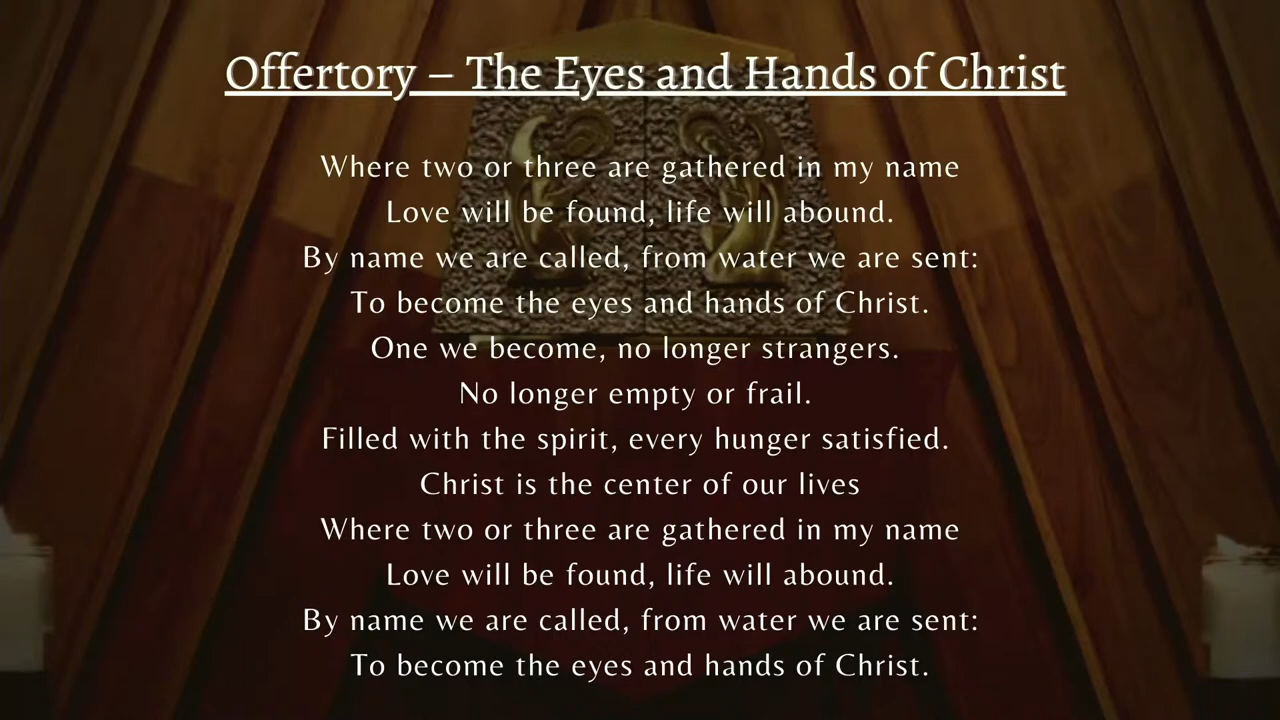 Offertory – The Eyes and Hands of Christ
Where two or three are gathered in my name
Love will be found, life will abound.
By name we are called, from water we are sent:
To become the eyes and hands of Christ.
One we become, no longer strangers.
No longer empty or frail.
Filled with the spirit, every hunger satisfied.
Christ is the center of our lives
Where two or three are gathered in my name
Love will be found, life will abound.
By name we are called, from water we are sent:
To become the eyes and hands of Christ.